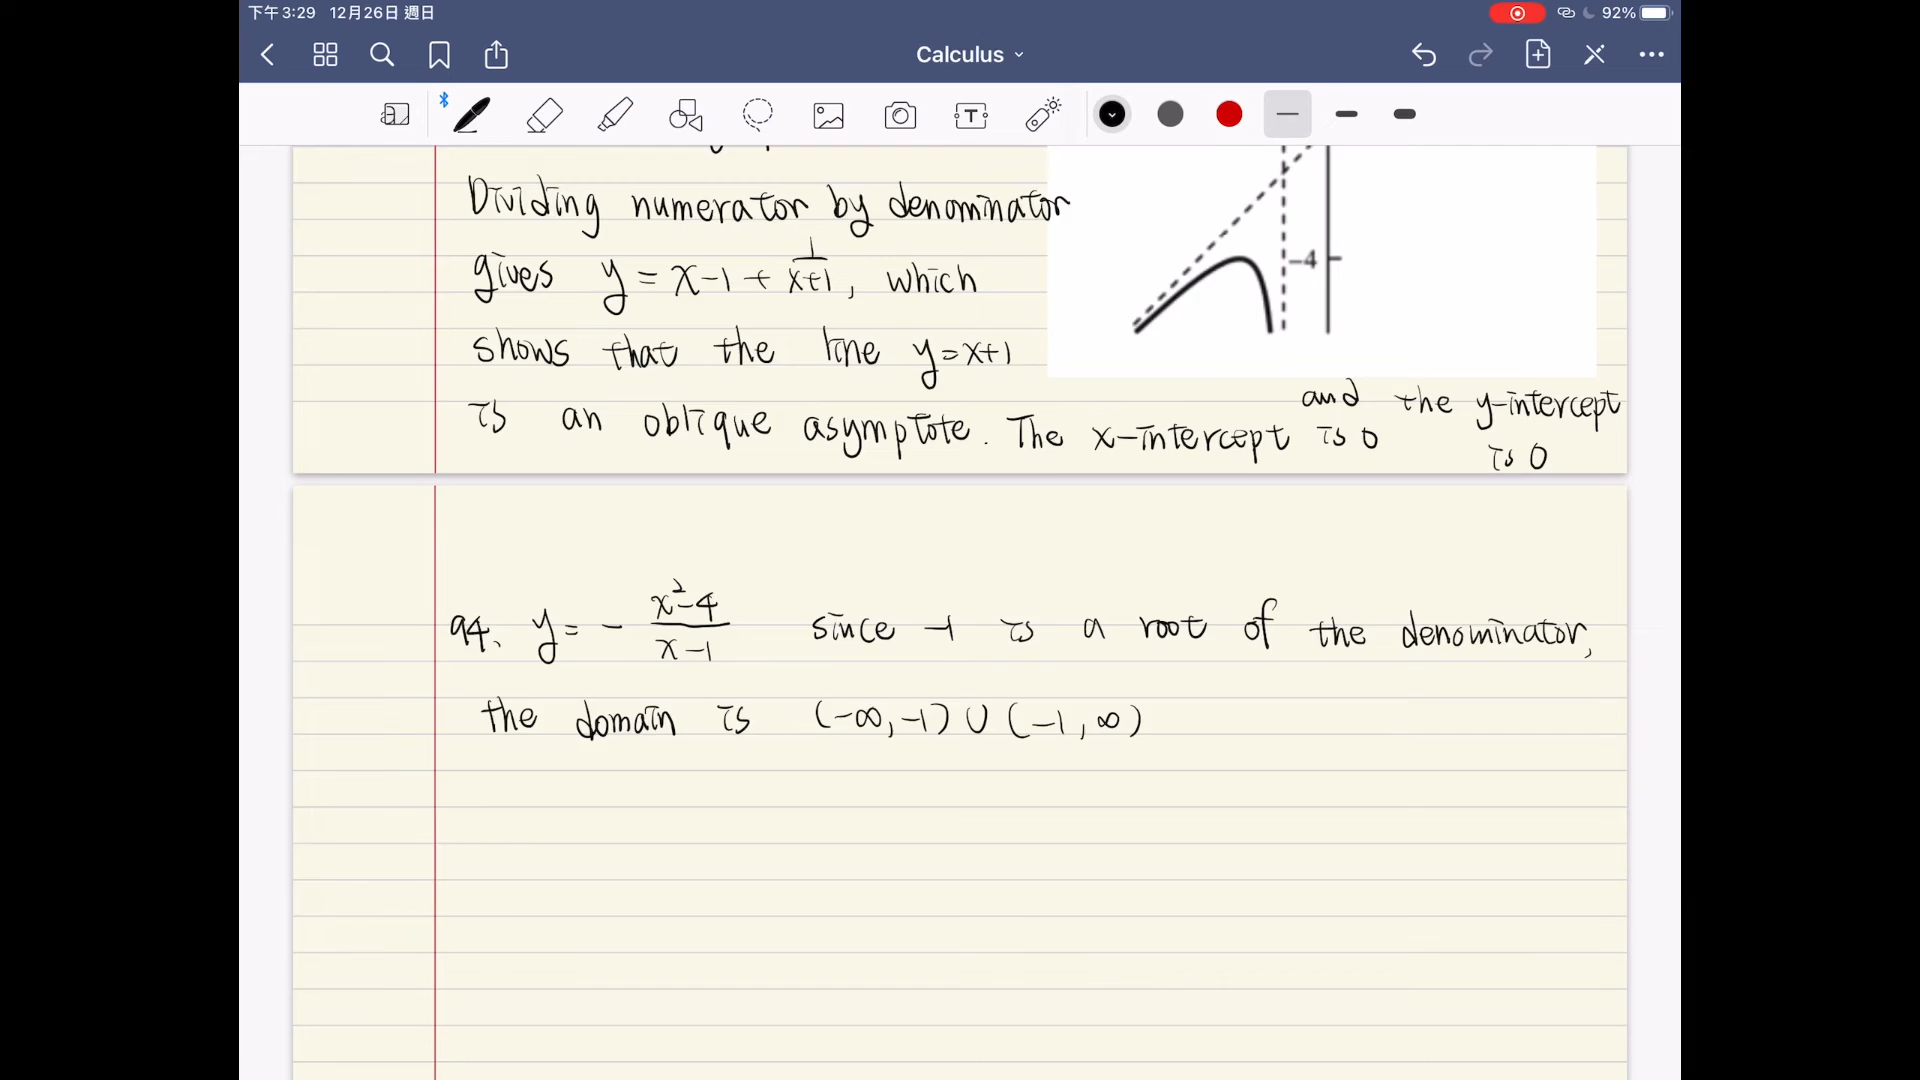 下午3:29 12月26日 週日
92%
Calculus
T
Dividing numerator by denominator
gives y = x-1 + 1/(x+1), which
shows that the line y=x+1
is an oblique asymptote. The x-intercept is 0 and the y-intercept
is 0
-4
94. y = - (x²-4)/(x-1) since -1 is a root of the denominator,
the domain is (-∞,-1) ∪ (-1,∞)